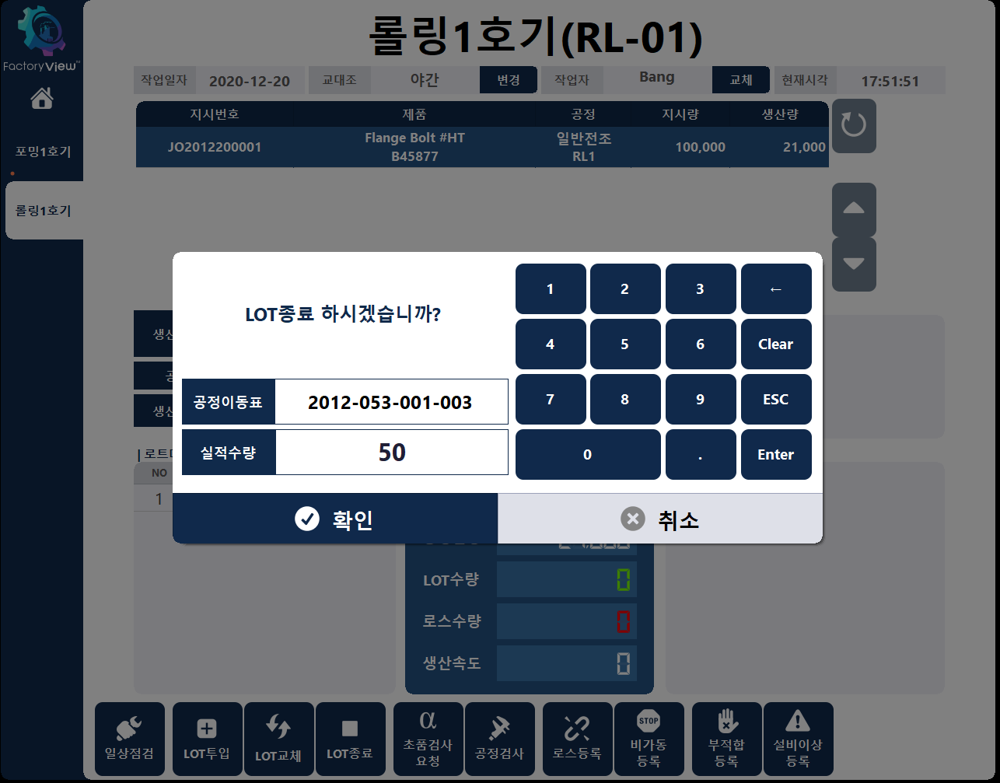 FactoryView™
포밍1호기
롤링1호기
롤링1호기(RL-01)
작업일자 2020-12-20 교대조 야간 변경 작업자 Bang 교체 현재시각 17:51:51
지시번호 제품 공정 지시량 생산량
JO2012200001 Flange Bolt #HT 일반전조 100,000 21,000
B45877 RL1
생산
공
생산
| 로트
NO
1
LOT종료 하시겠습니까?
공정이동표 2012-053-001-003
실적수량 50
1 2 3 ←
4 5 6 Clear
7 8 9 ESC
0 . Enter
확인 취소
LOT수량 0
로스수량 0
생산속도 0
일상점검
LOT투입
LOT교체
LOT종료
α
초품검사
요청
공정검사
로스등록
STOP
비가동
등록
부적합
등록
설비이상
등록